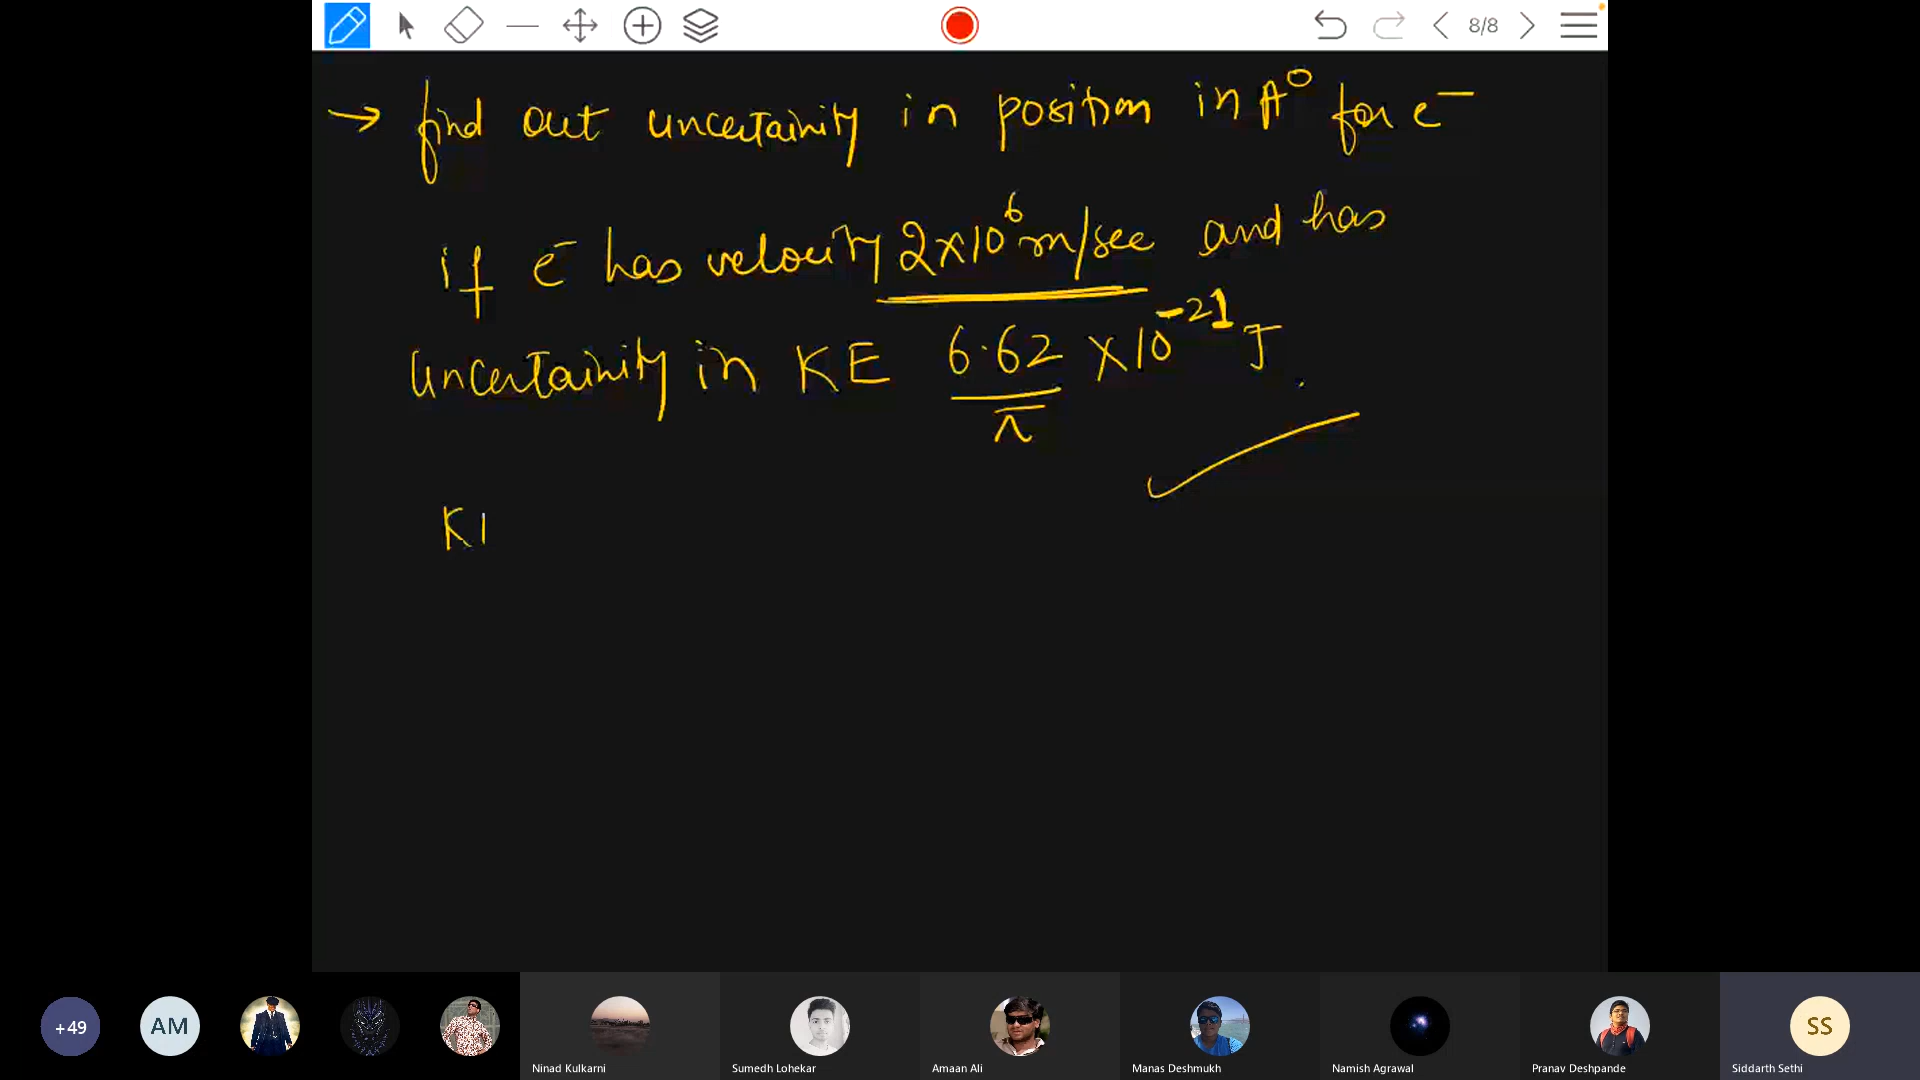 8/8
→ find out uncertainity in position in A⁰ for e⁻
if e⁻ has velocity 2×10⁶ m/sec and has
uncertainity in KE 6.62/π ×10⁻²¹ J
K
+49
AM
SS
Ninad Kulkarni
Sumedh Lohekar
Amaan Ali
Manas Deshmukh
Namish Agrawal
Pranav Deshpande
Siddarth Sethi